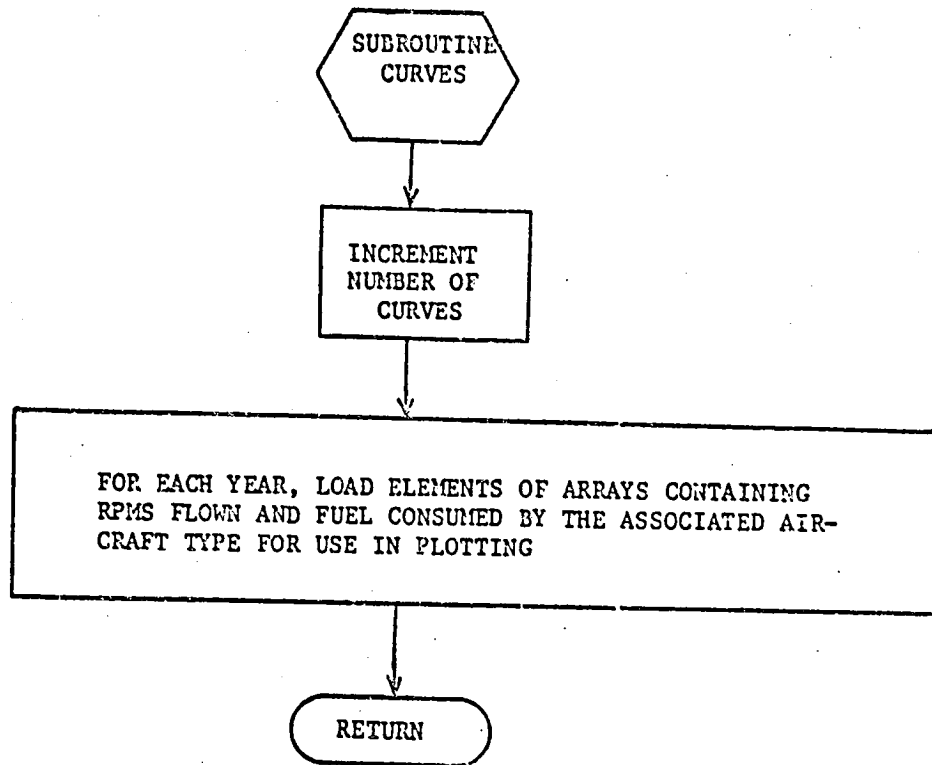 SUBROUTINE
CURVES
INCREMENT
NUMBER OF
CURVES
FOR EACH YEAR, LOAD ELEMENTS OF ARRAYS CONTAINING
RPMS FLOWN AND FUEL CONSUMED BY THE ASSOCIATED AIR-
CRAFT TYPE FOR USE IN PLOTTING
RETURN